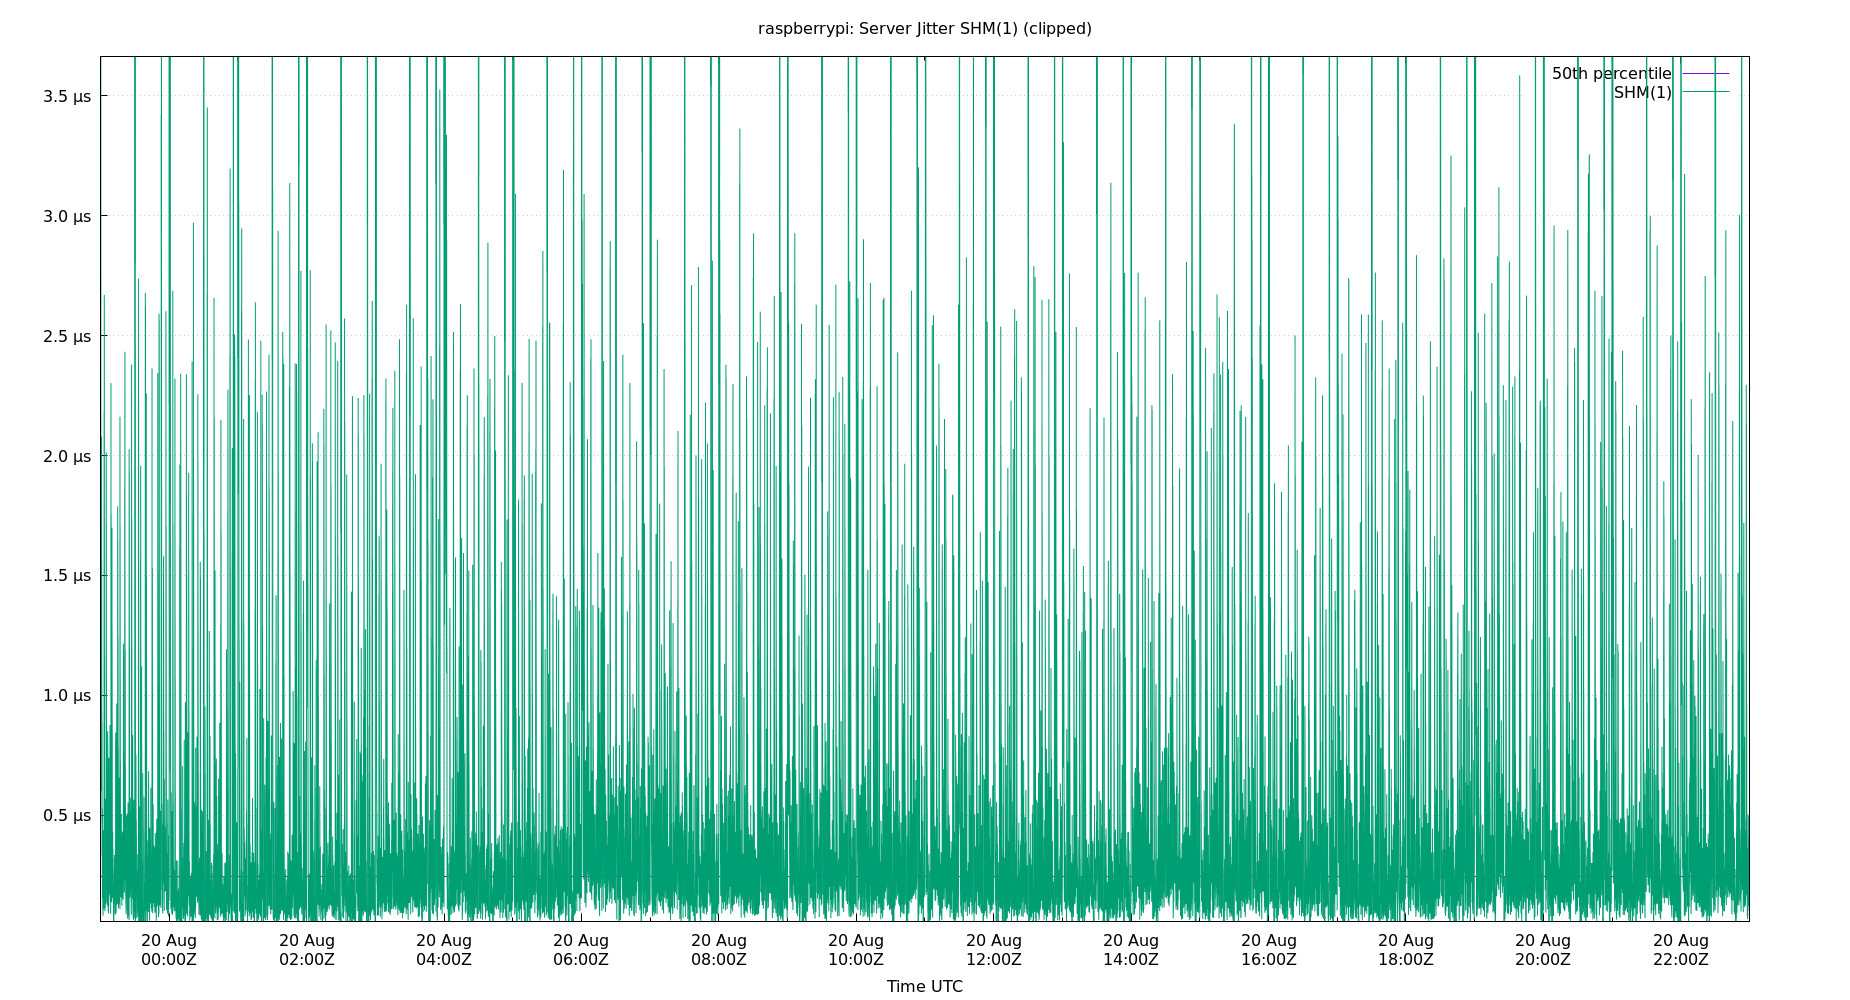 raspberrypi: Server Jitter SHM(1) (clipped)
50th percentile
SHM(1)
3.5 µs
3.0 µs
2.5 µs
2.0 µs
1.5 µs
1.0 µs
0.5 µs
20 Aug 20 Aug 20 Aug 20 Aug 20 Aug 20 Aug 20 Aug 20 Aug 20 Aug 20 Aug 20 Aug 20 Aug
00:00Z 02:00Z 04:00Z 06:00Z 08:00Z 10:00Z 12:00Z 14:00Z 16:00Z 18:00Z 20:00Z 22:00Z
Time UTC